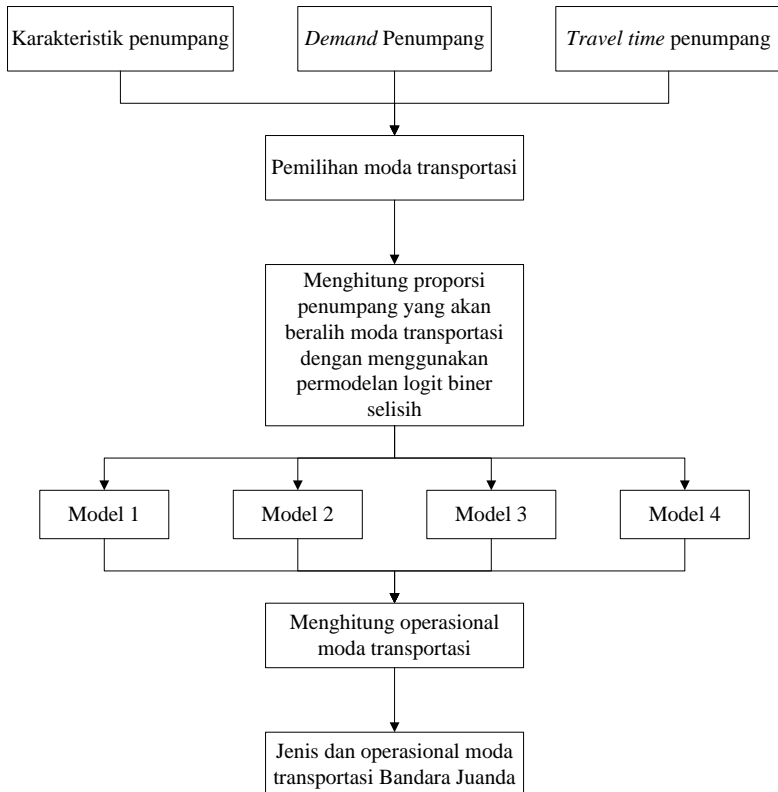 Karakteristik penumpang
Demand Penumpang
Travel time penumpang
Pemilihan moda transportasi
Menghitung proporsi
penumpang yang akan
beralih moda transportasi
dengan menggunakan
permodelan logit biner
selisih
Model 1
Model 2
Model 3
Model 4
Menghitung operasional
moda transportasi
Jenis dan operasional moda
transportasi Bandara Juanda